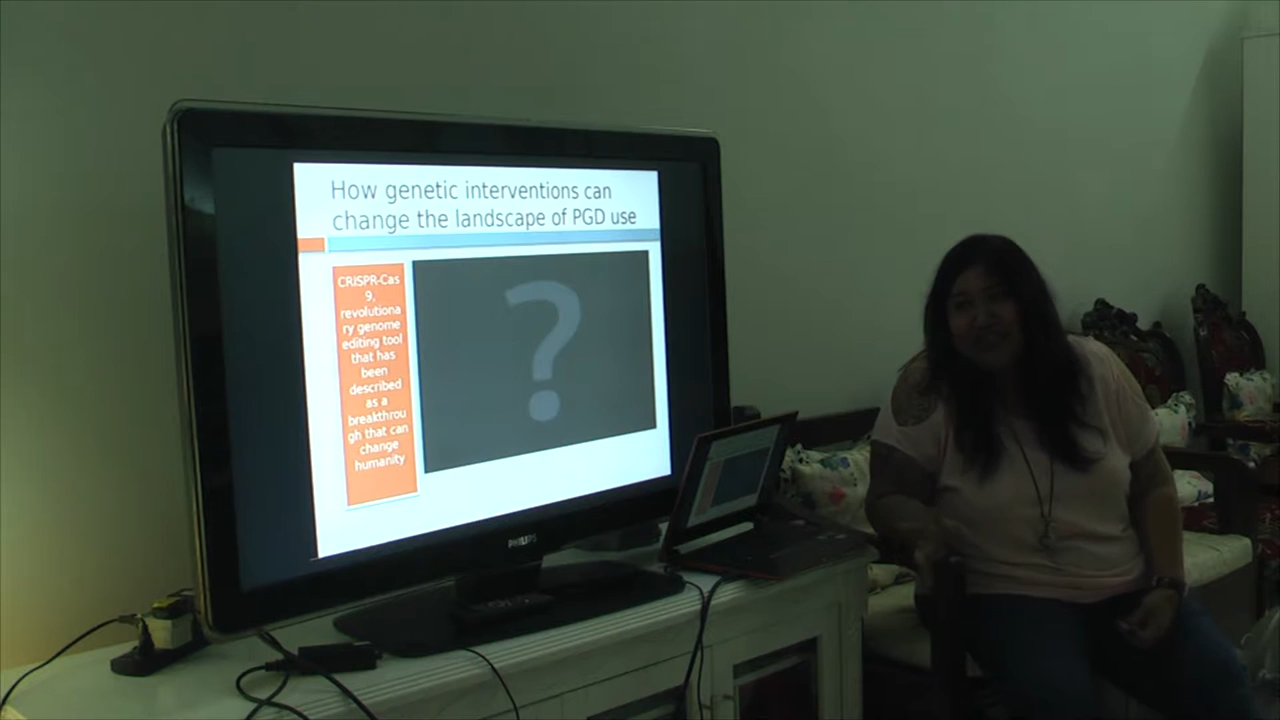 How genetic interventions can
change the landscape of PGD use
CRISPR-Cas
9,
revolutiona
ry genome
editing tool
that has
been
described
as a
breakthrou
gh that can
change
humanity
?
PHILIPS